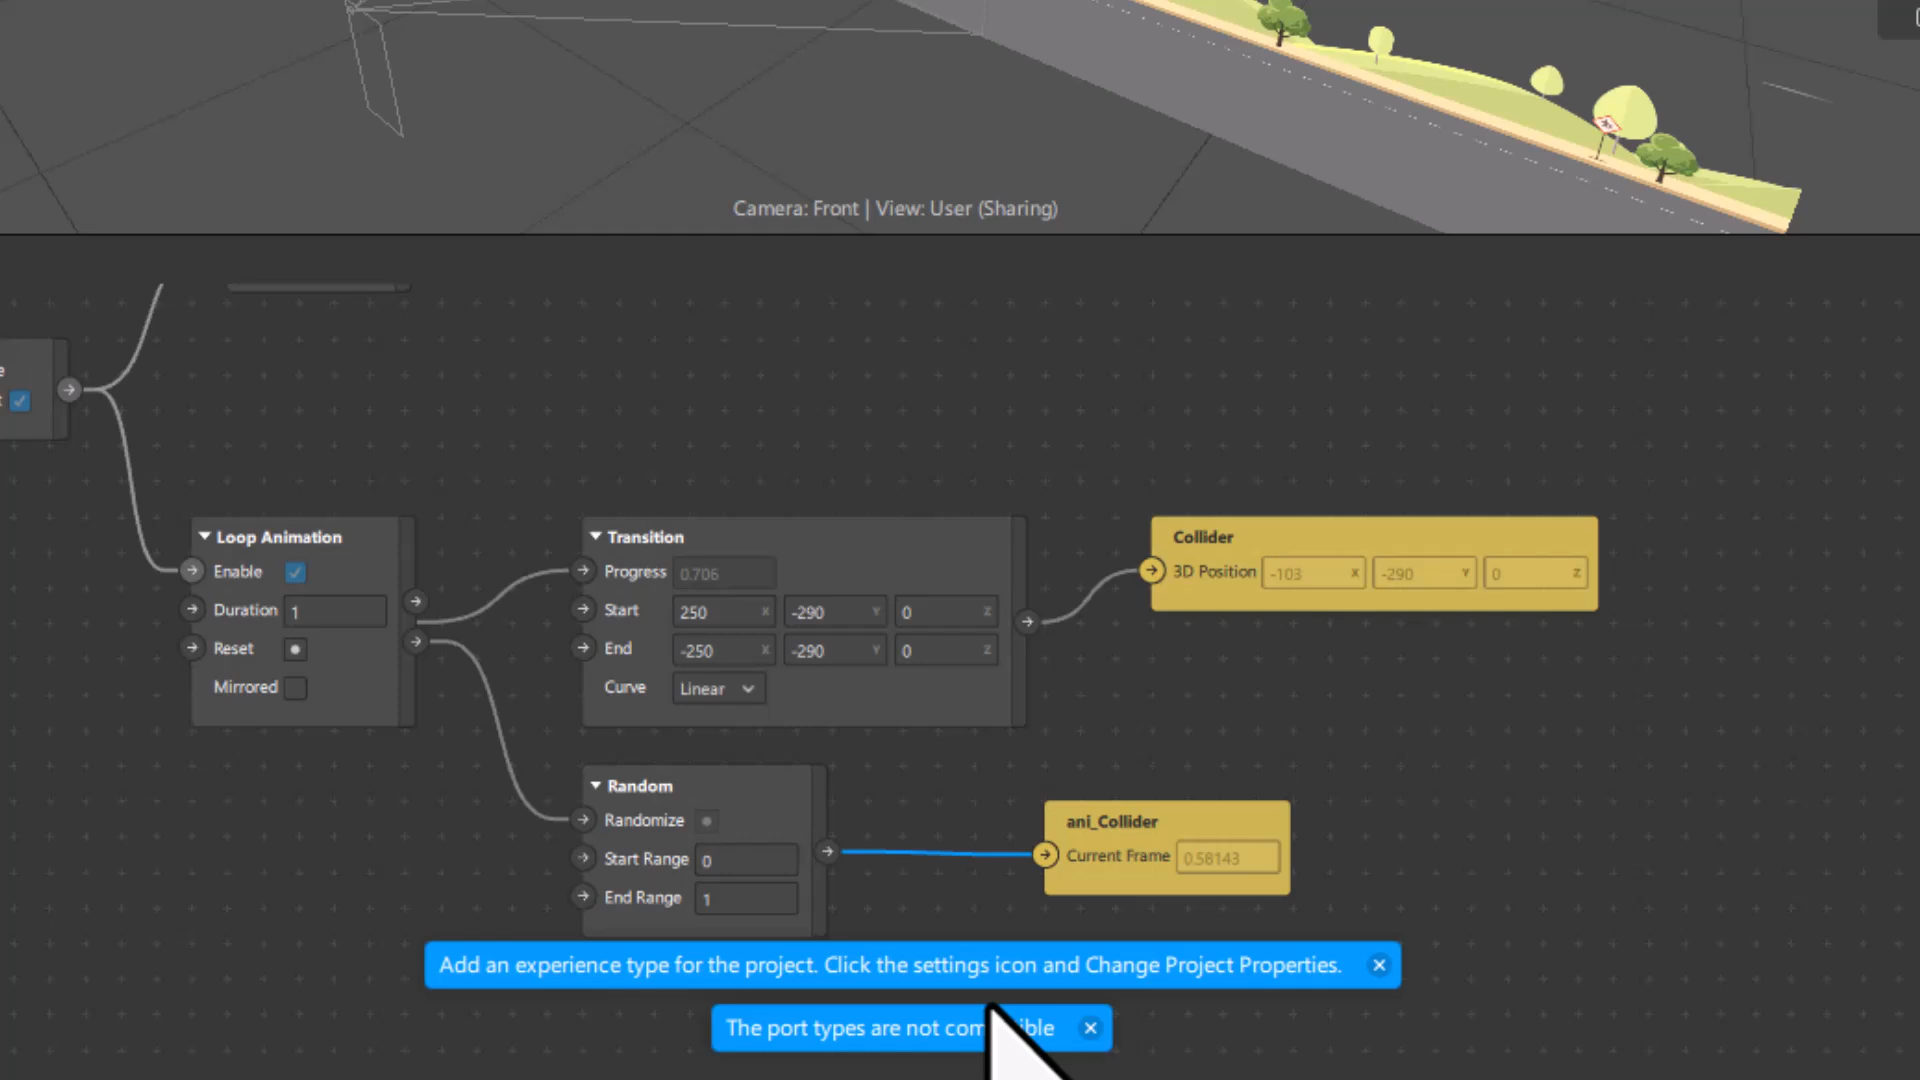 Camera: Front | View: User (Sharing)
Loop Animation
Enable
Duration 1
Reset
Mirrored
Transition
Progress 0.706
Start 250 X -290 Y 0 Z
End -250 X -290 Y 0 Z
Curve Linear
Collider
3D Position -103 X -290 Y 0 Z
Random
Randomize
Start Range 0
End Range 1
ani_Collider
Current Frame 0.58143
Add an experience type for the project. Click the settings icon and Change Project Properties.
The port types are not